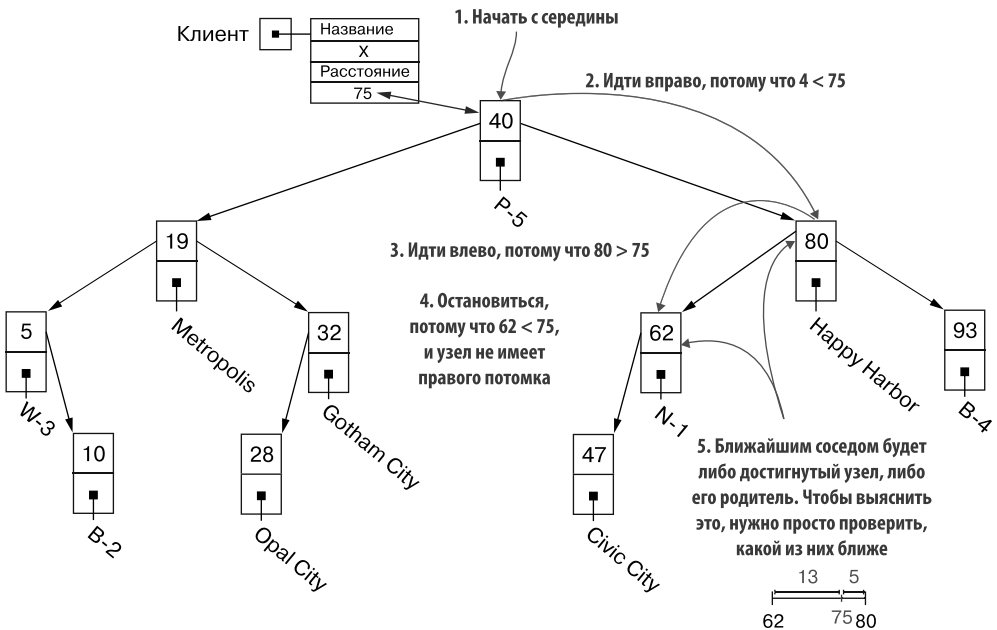 1. Начать с середины
Клиент
Название
X
Расстояние
75
2. Идти вправо, потому что 4 < 75
40
P-5
19
Metropolis
3. Идти влево, потому что 80 > 75
80
Happy Harbor
4. Остановиться,
потому что 62 < 75,
и узел не имеет
правого потомка
5
W-3
32
Gotham City
62
N-1
93
B-4
10
B-2
28
Opal City
47
Civic City
5. Ближайшим соседом будет
либо достигнутый узел, либо
его родитель. Чтобы выяснить
это, нужно просто проверить,
какой из них ближе
13 5
62 75 80